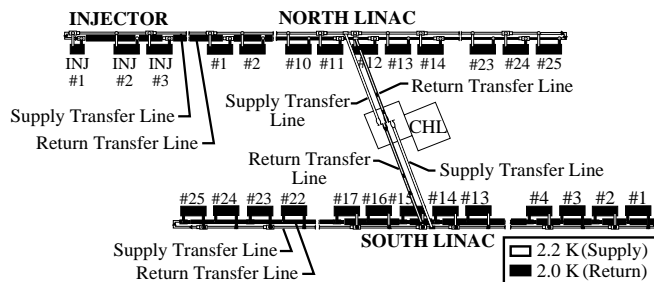 INJECTOR
NORTH LINAC
INJ #1
INJ #2
INJ #3
#1
#2
#10
#11
#12
#13
#14
#23
#24
#25
Supply Transfer Line
Return Transfer Line
Supply Transfer
Line
Return Transfer Line
CHL
Return Transfer
Line
Supply Transfer Line
#25
#24
#23
#22
#17
#16
#15
#14
#13
#4
#3
#2
#1
SOUTH LINAC
Supply Transfer Line
Return Transfer Line
2.2 K (Supply)
2.0 K (Return)